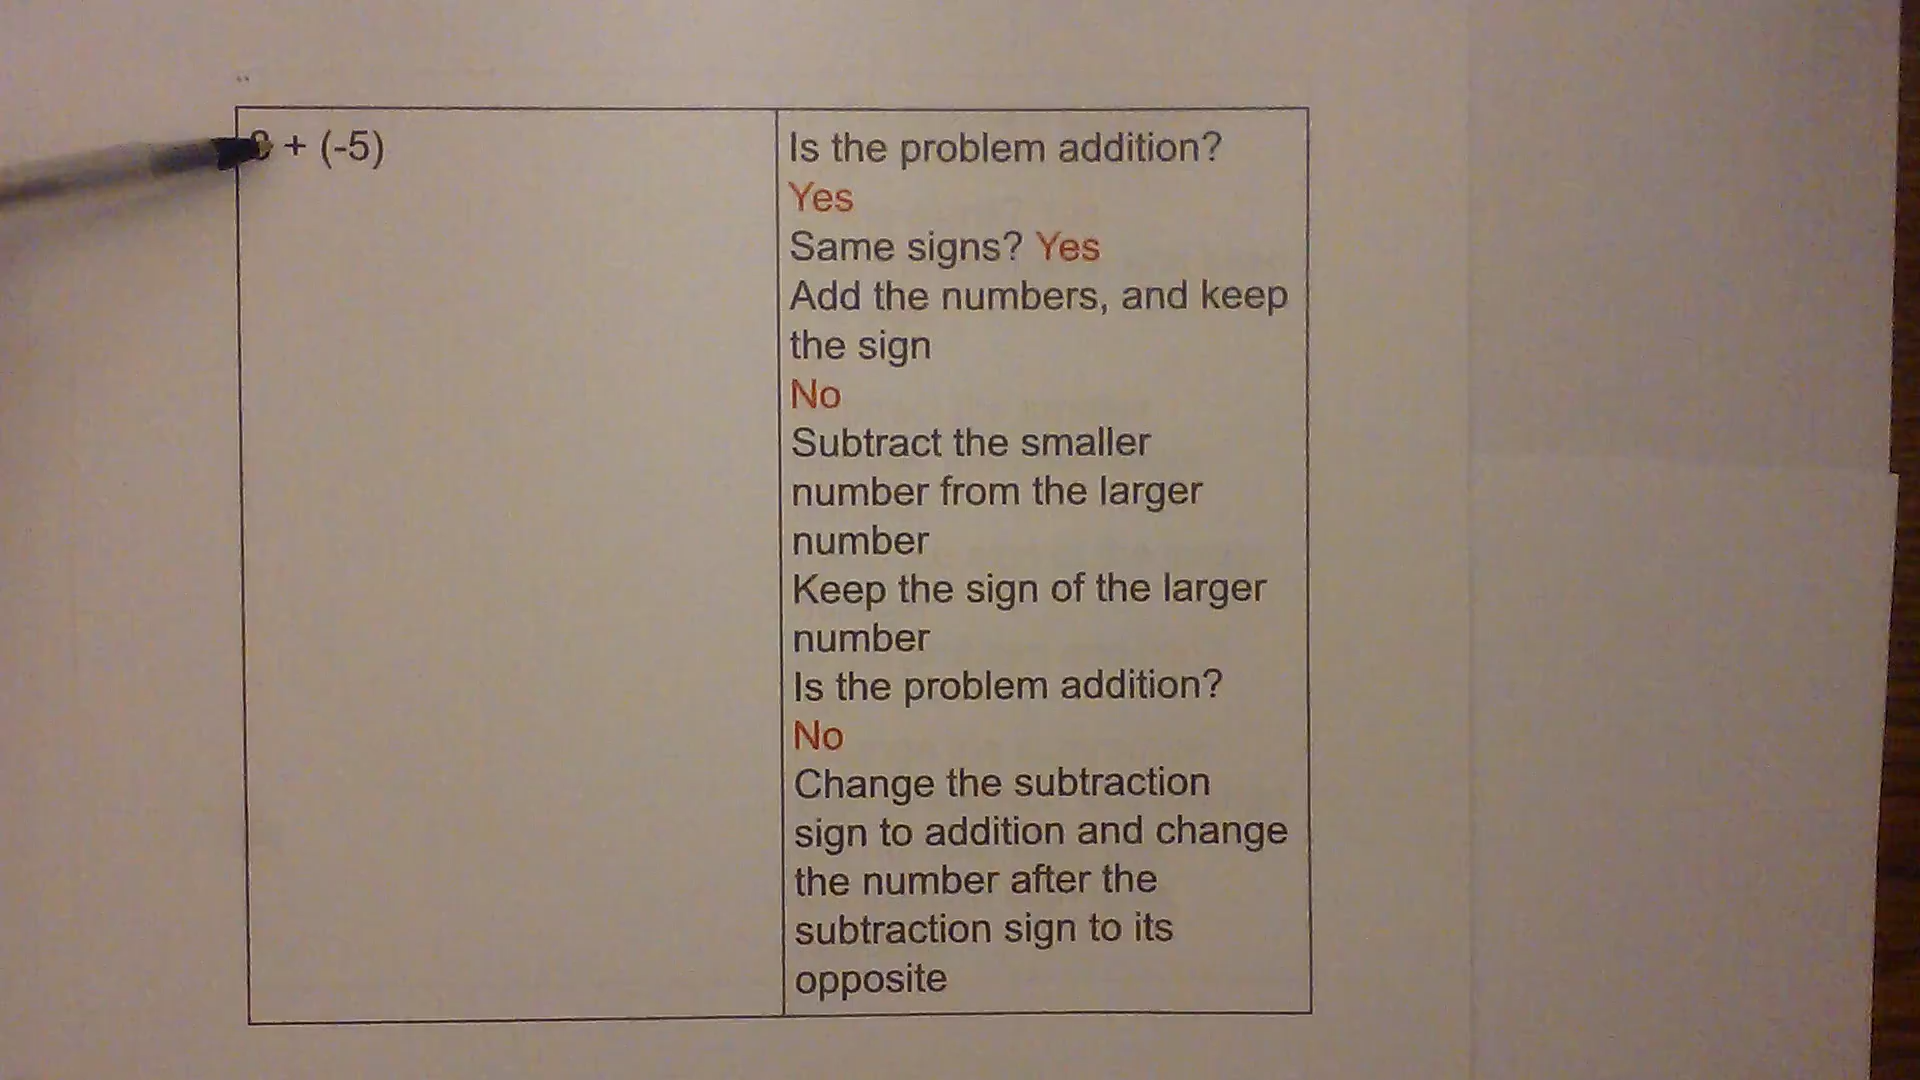 + (-5)
Is the problem addition?
Yes
Same signs? Yes
Add the numbers, and keep
the sign
No
Subtract the smaller
number from the larger
number
Keep the sign of the larger
number
Is the problem addition?
No
Change the subtraction
sign to addition and change
the number after the
subtraction sign to its
opposite